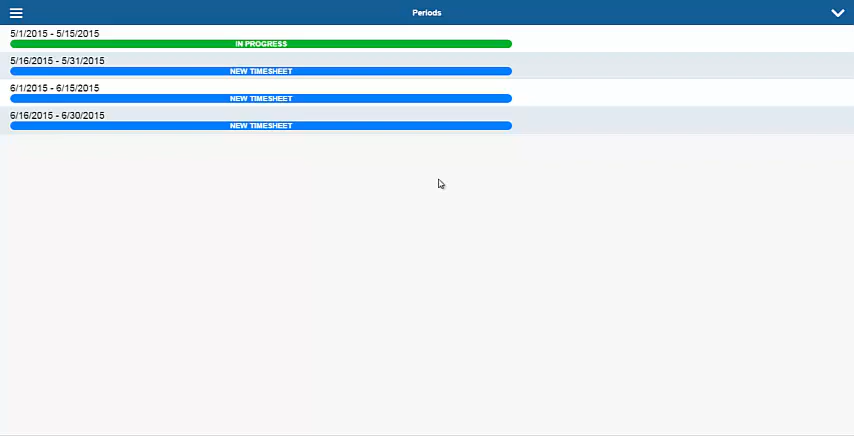 Periods
5/1/2015 - 5/15/2015
IN PROGRESS
5/16/2015 - 5/31/2015
NEW TIMESHEET
6/1/2015 - 6/15/2015
NEW TIMESHEET
6/16/2015 - 6/30/2015
NEW TIMESHEET